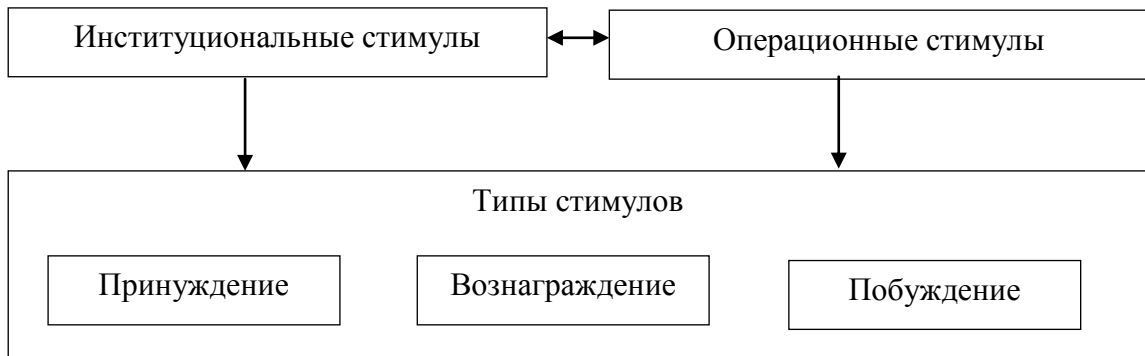 Институциональные стимулы
Операционные стимулы
Типы стимулов
Принуждение
Вознаграждение
Побуждение